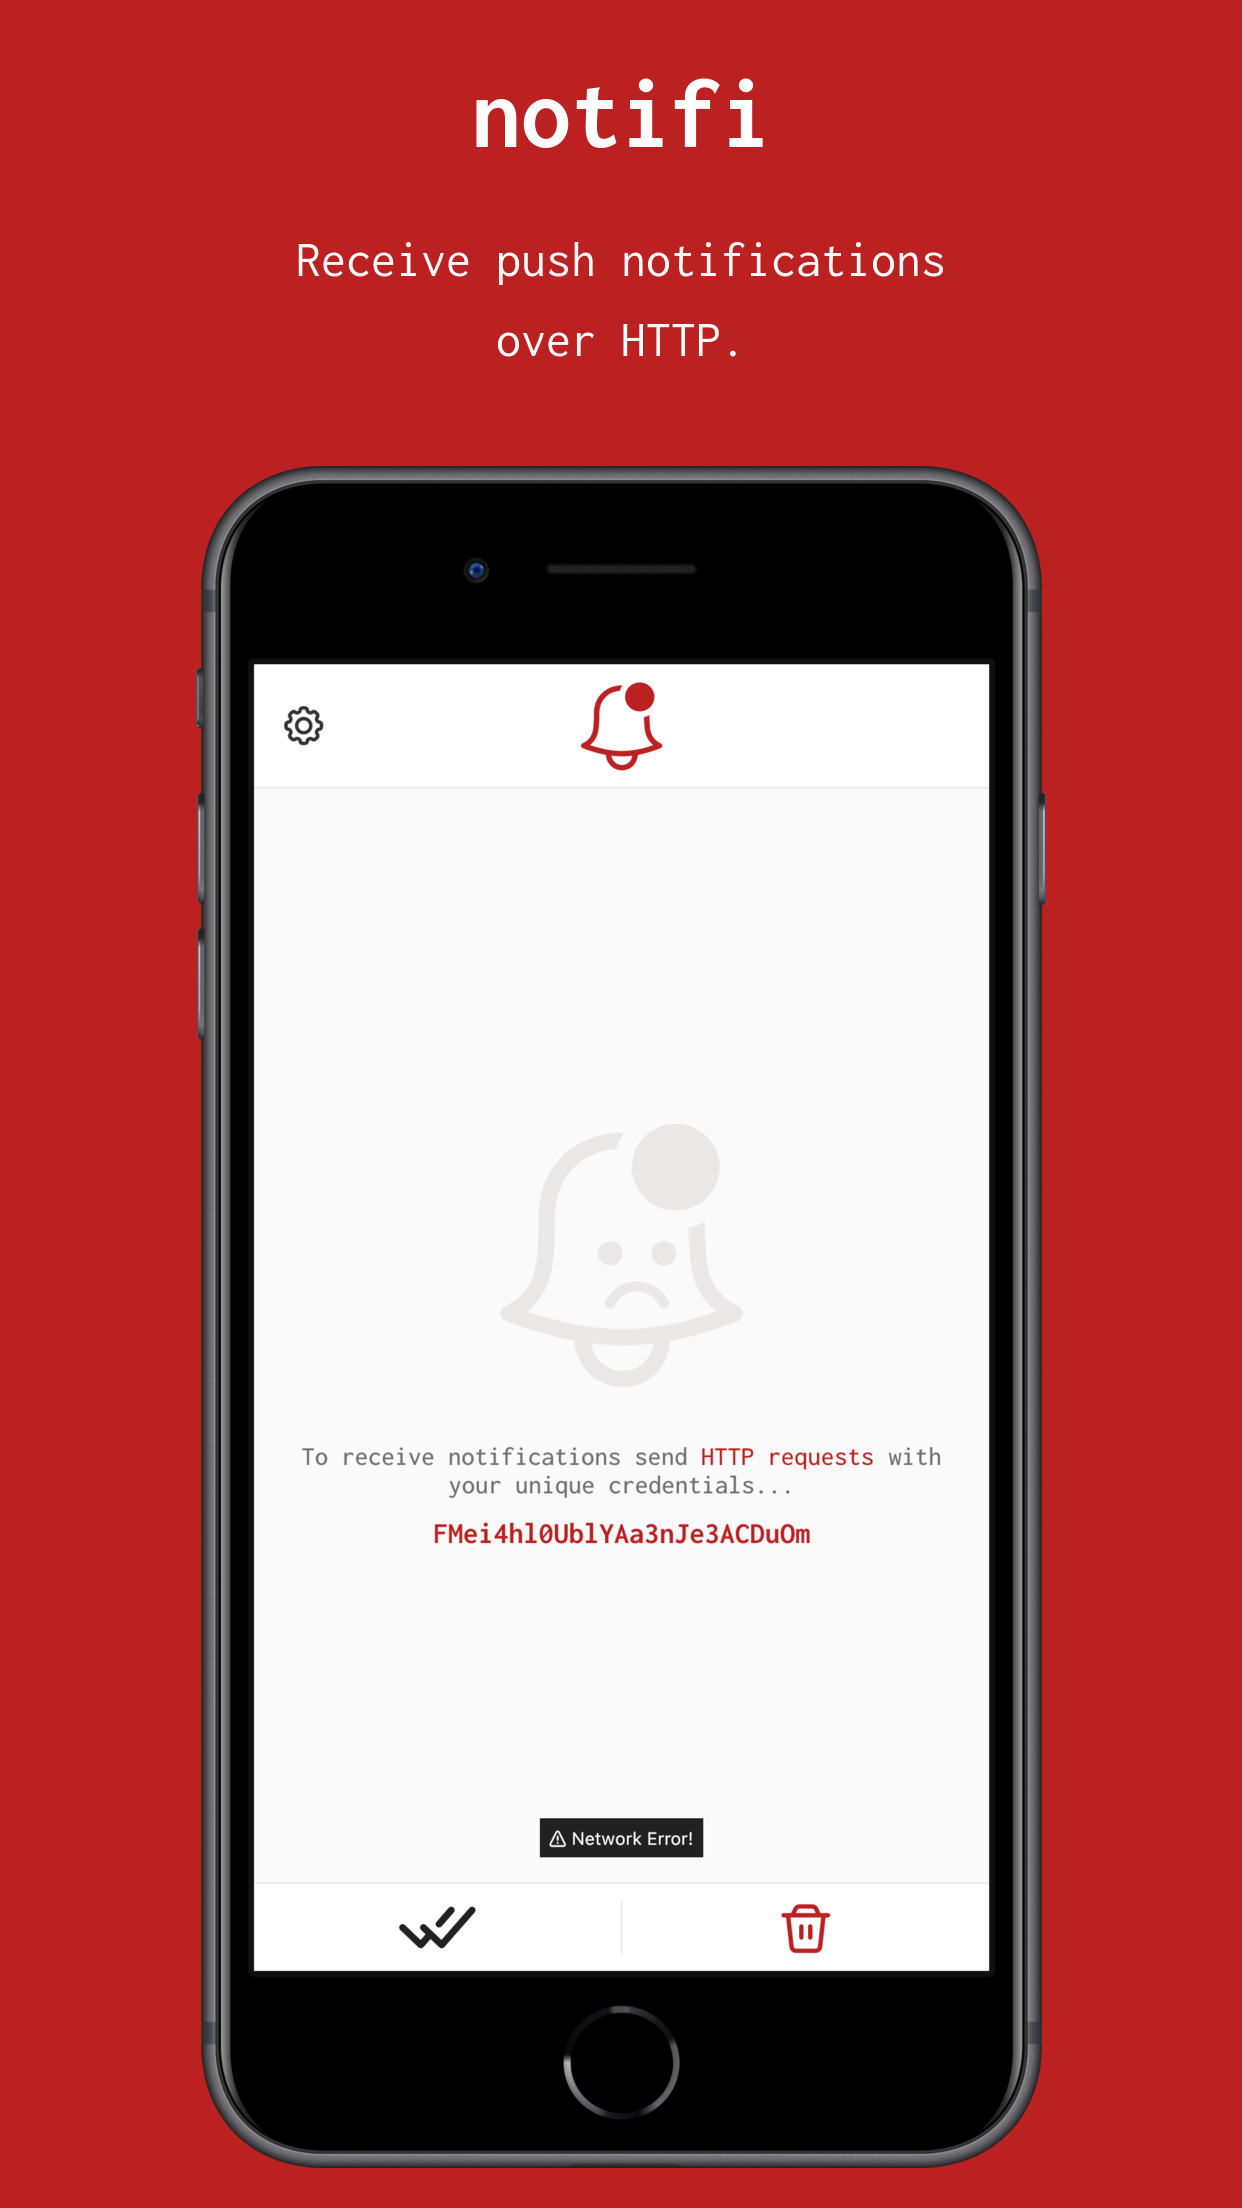 notifi
Receive push notifications
over HTTP.
To receive notifications send HTTP requests with
your unique credentials...
FMei4hl0UblYAa3nJe3ACDuOm
Network Error!